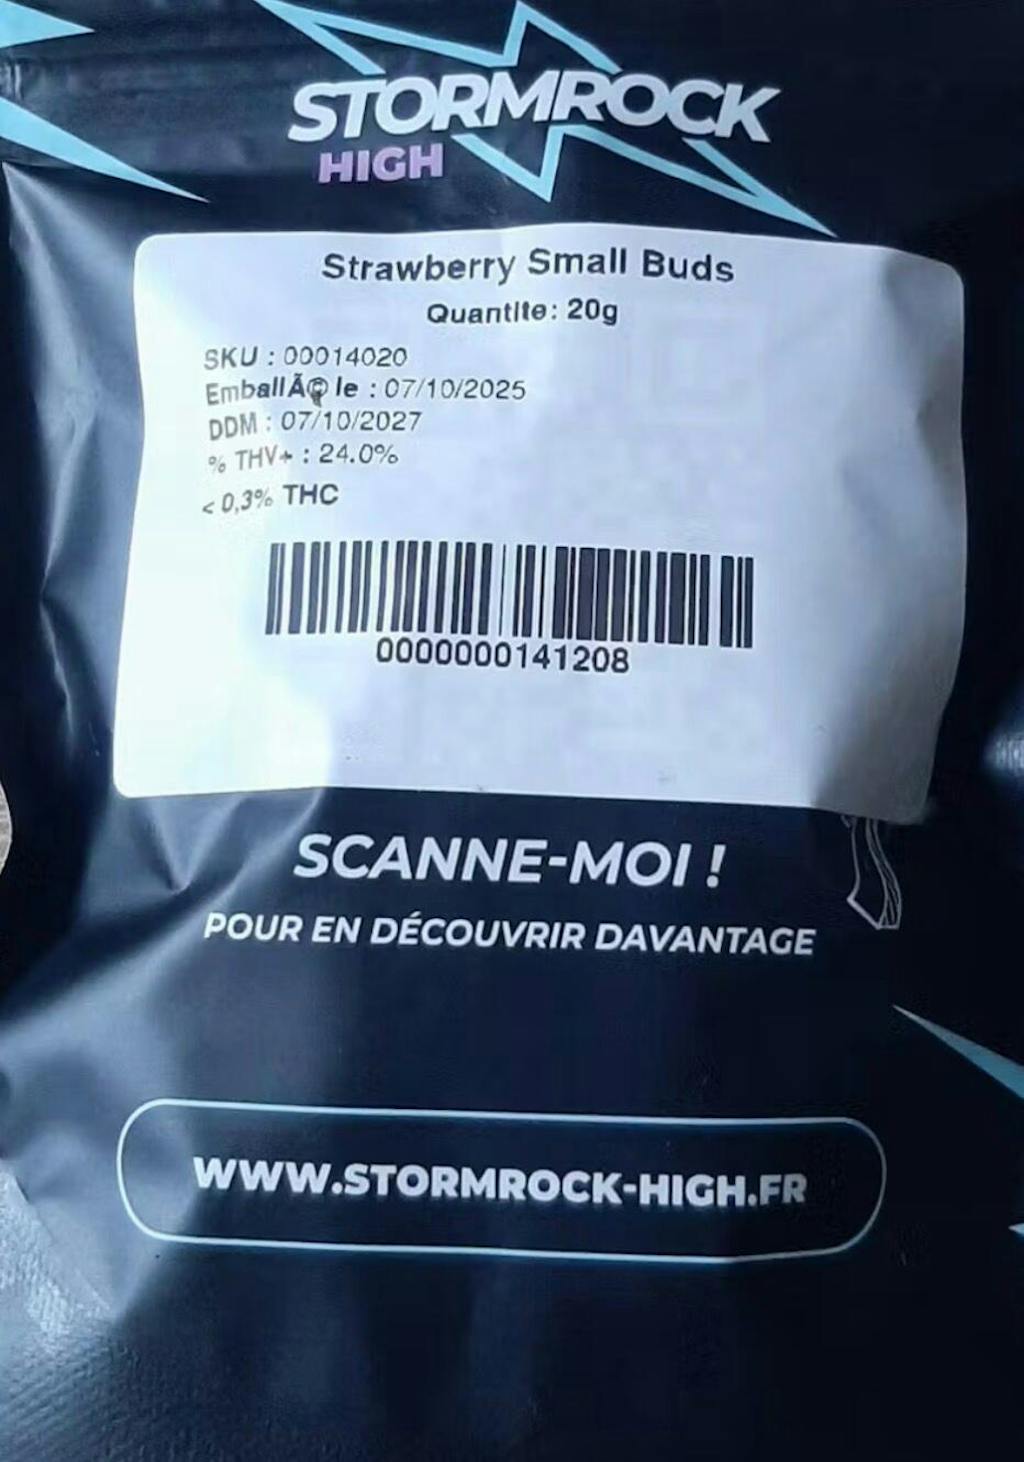 STORMROCK
HIGH
Strawberry Small Buds
Quantite: 20g
SKU : 00014020
EmballÃ© le : 07/10/2025
DDM : 07/10/2027
% THV+ : 24.0%
< 0,3% THC
0000000141208
SCANNE-MOI !
POUR EN DÉCOUVRIR DAVANTAGE
WWW.STORMROCK-HIGH.FR